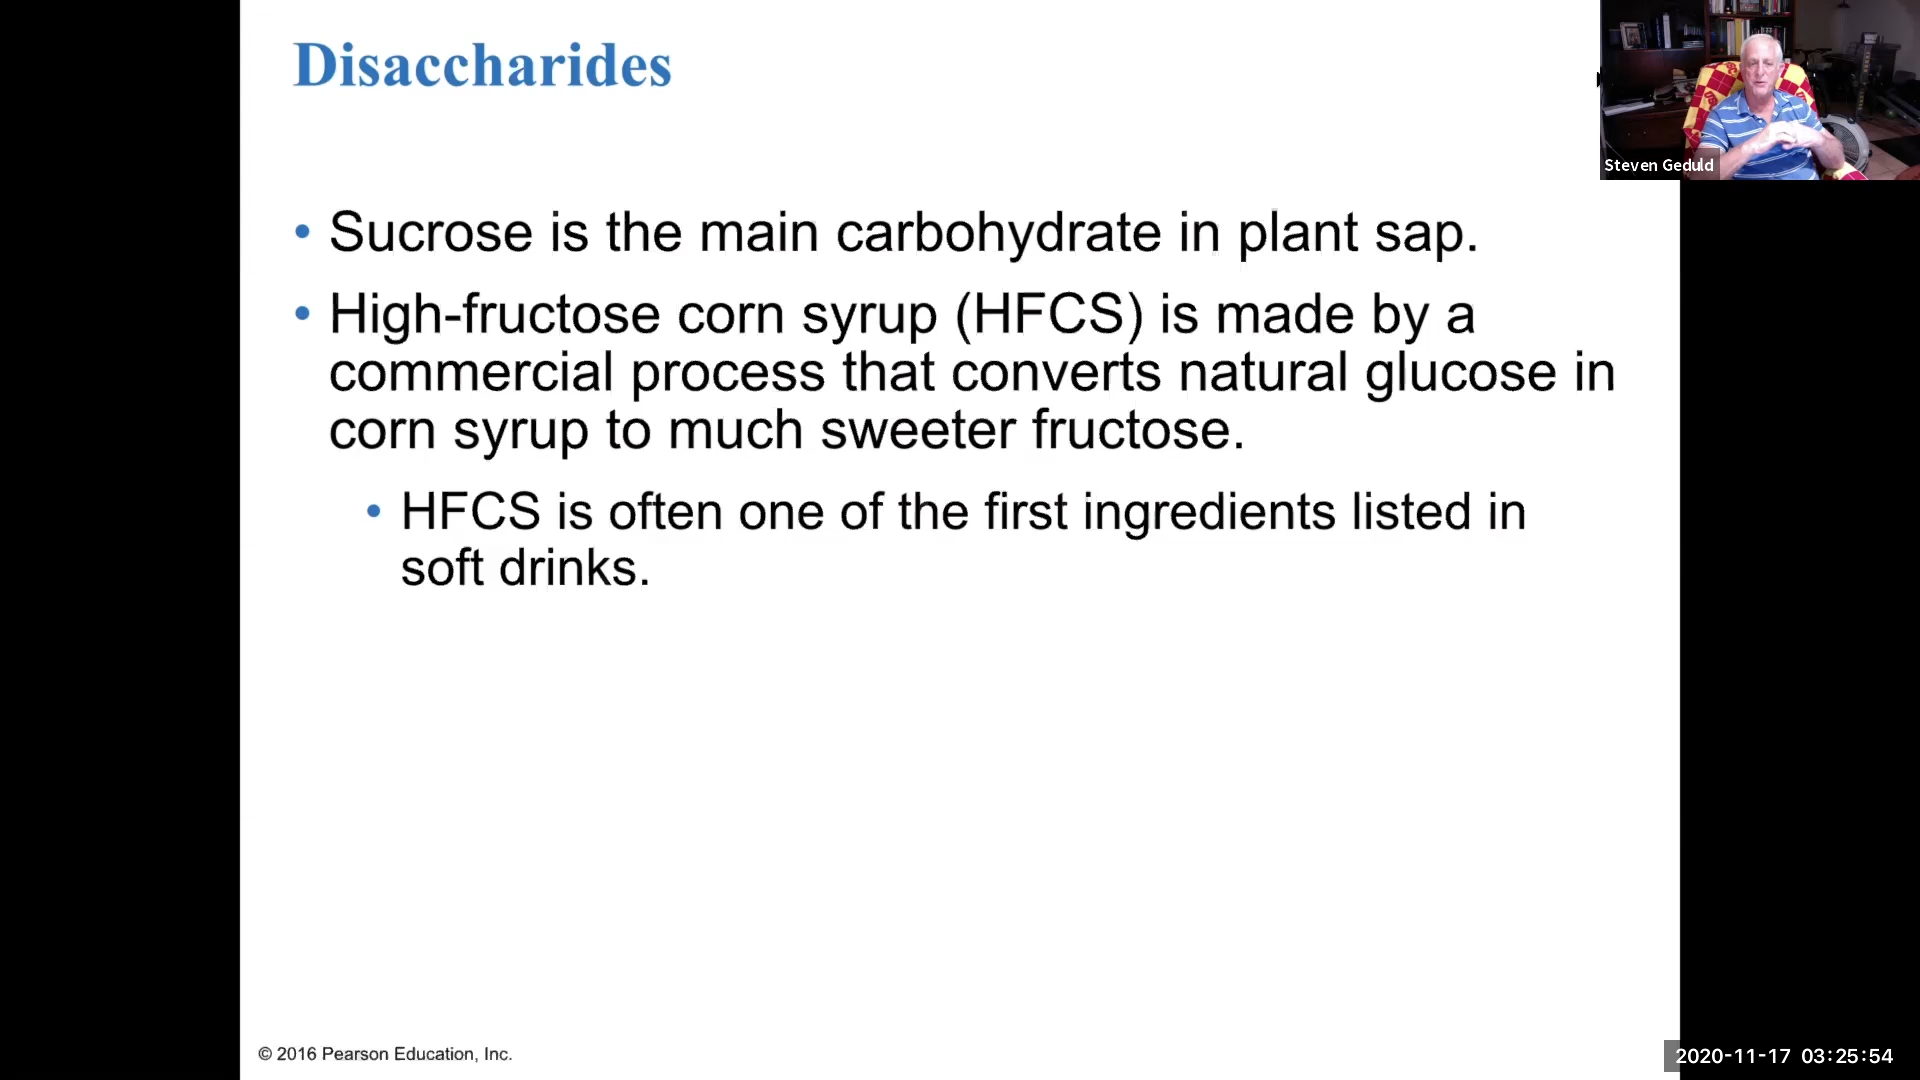 Disaccharides
Steven Geduld
• Sucrose is the main carbohydrate in plant sap.
• High-fructose corn syrup (HFCS) is made by a
commercial process that converts natural glucose in
corn syrup to much sweeter fructose.
• HFCS is often one of the first ingredients listed in
soft drinks.
© 2016 Pearson Education, Inc.
2020-11-17 03:25:54